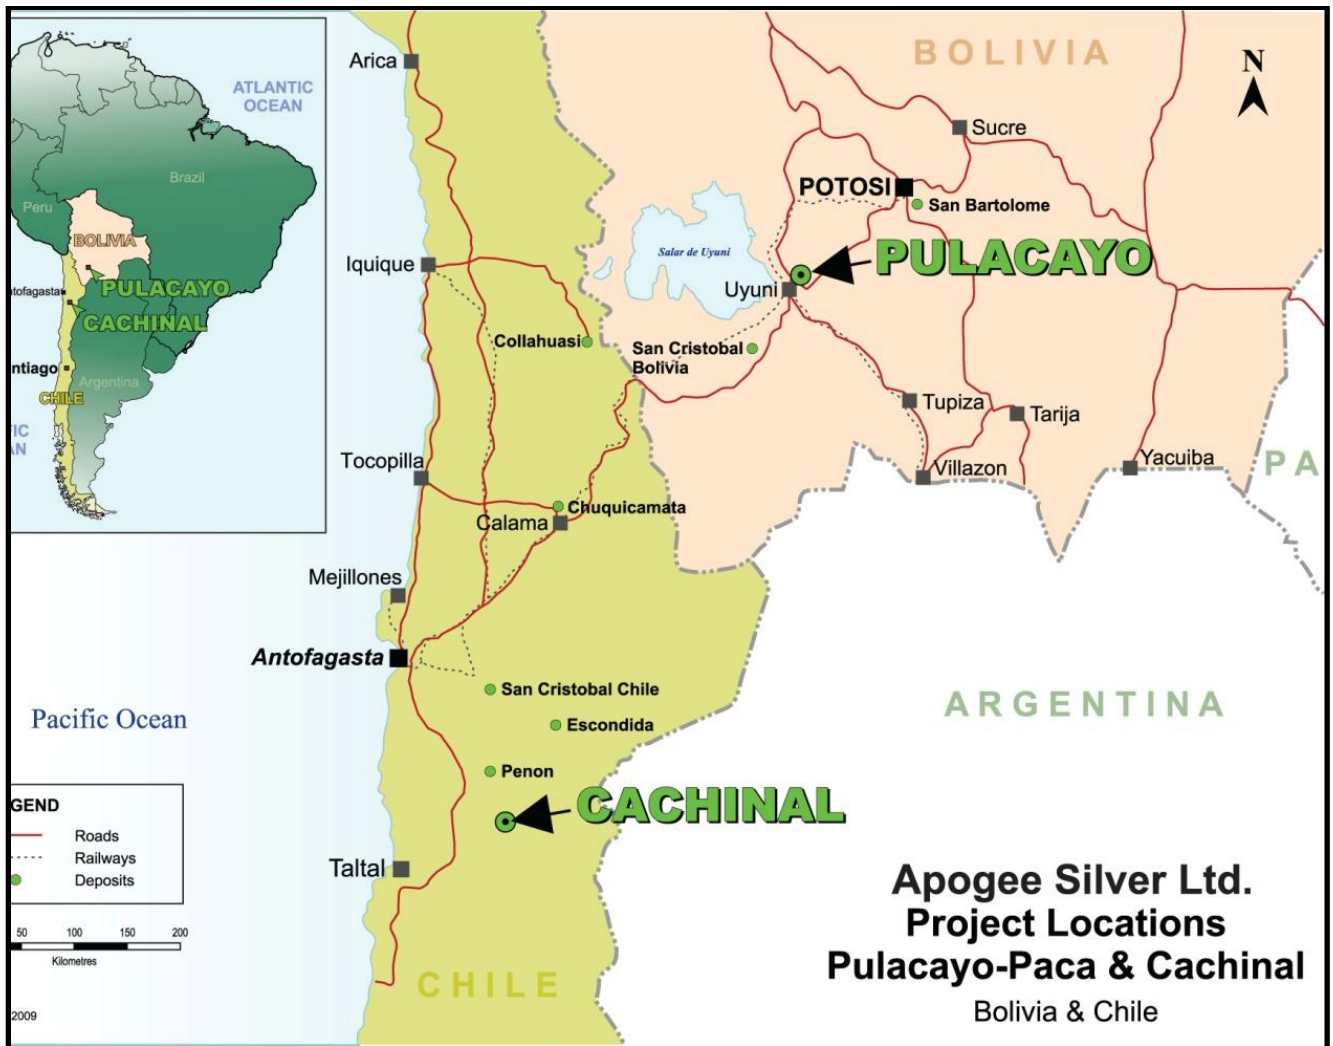 ATLANTIC
OCEAN
Brazil
Peru
BOLIVIA
ntofagasta
PULACAYO
CACHINAL
ntiago
Argentina
CHILE
IC
AN
BOLIVIA
N
Arica
Sucre
POTOSI
San Bartolome
Salar de Uyuni
PULACAYO
Iquique
Uyuni
Collahuasi
San Cristobal
Bolivia
Tupiza
Tarija
Tocopilla
Villazon
Yacuiba
PA
Chuquicamata
Calama
Mejillones
Antofagasta
San Cristobal Chile
Pacific Ocean
Escondida
ARGENTINA
Penon
CACHINAL
GEND
Roads
Railways
Deposits
Taltal
50 100 150 200
Kilometres
CHILE
2009
Apogee Silver Ltd.
Project Locations
Pulacayo-Paca & Cachinal
Bolivia & Chile